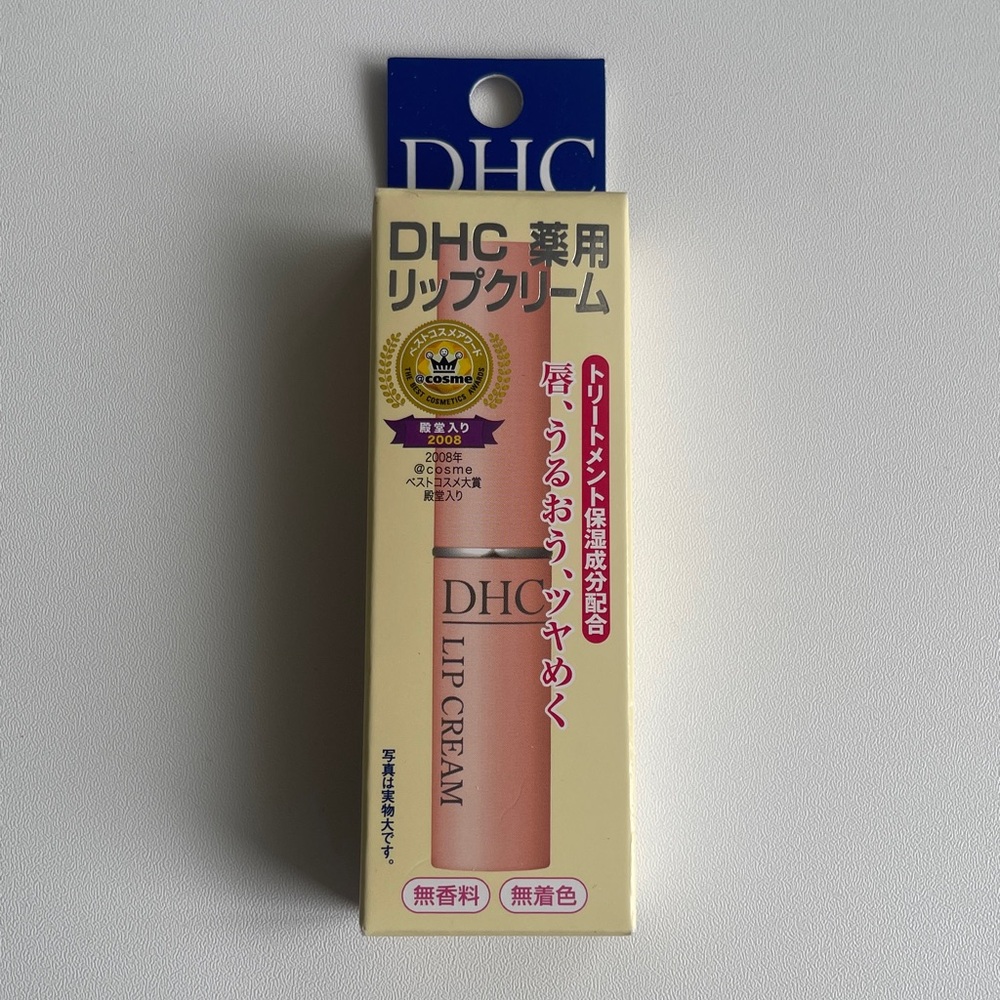 DHC
DHC 薬用
リップクリーム
ベストコスメアワード
@cosme
THE BEST COSMETICS AWARDS
殿堂入り
2008
2008年
@cosme
ベストコスメ大賞
殿堂入り
トリートメント保湿成分配合
唇、うるおう、ツヤめく
DHC
LIP CREAM
写真は実物大です。
無香料
無着色